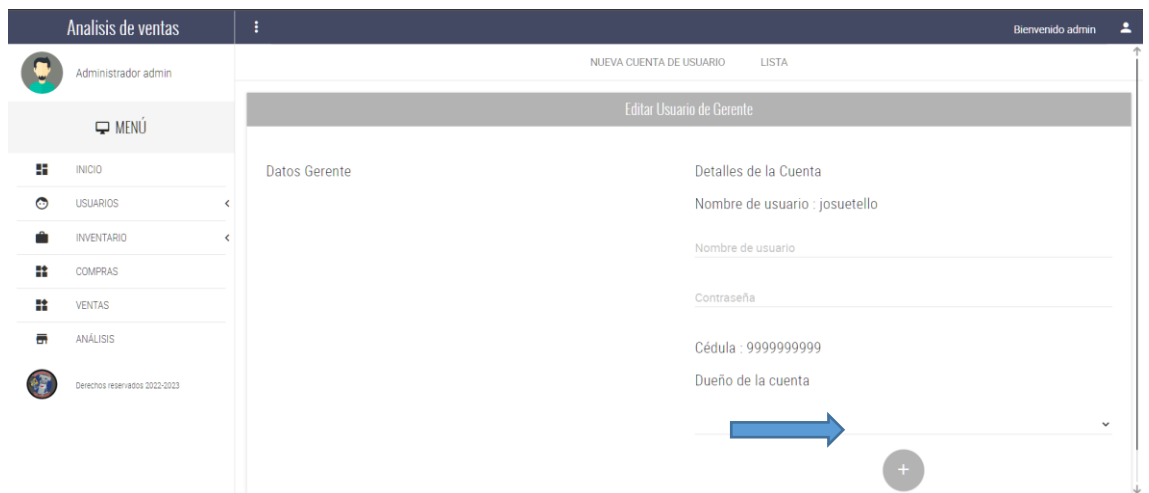 Analisis de ventas
Bienvenido admin
Administrador admin
NUEVA CUENTA DE USUARIO LISTA
MENÚ
Editar Usuario de Gerente
INICIO
USUARIOS
INVENTARIO
COMPRAS
VENTAS
ANÁLISIS
Derechos reservados 2022-2023
Datos Gerente
Detalles de la Cuenta
Nombre de usuario : josuetello
Nombre de usuario
Contraseña
Cédula : 9999999999
Dueño de la cuenta
+